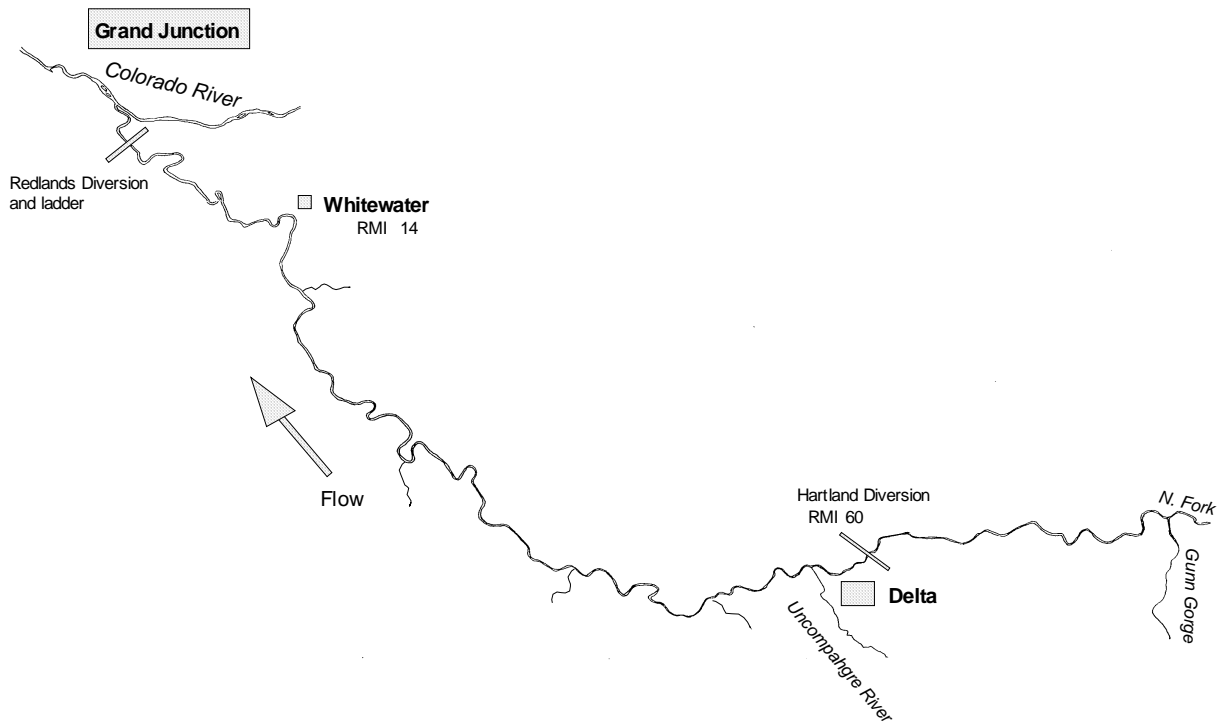 Grand Junction
Colorado River
Redlands Diversion
and ladder
Whitewater
RMI 14
Flow
Hartland Diversion
RMI 60
N. Fork
Gunn Gorge
Delta
Uncompahgre River